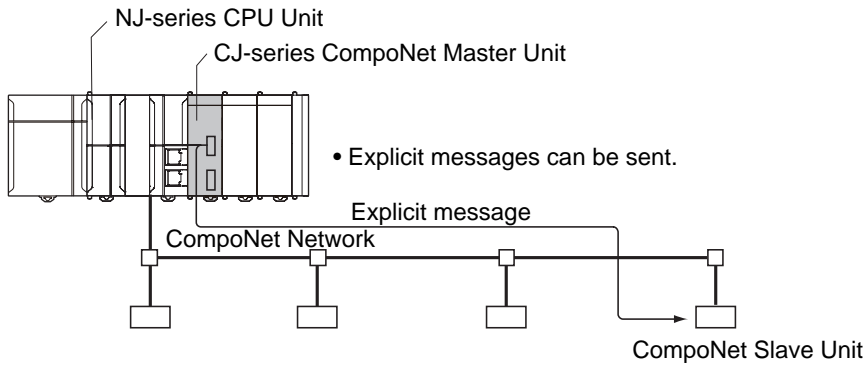 NJ-series CPU Unit
CJ-series CompoNet Master Unit
• Explicit messages can be sent.
Explicit message
CompoNet Network
CompoNet Slave Unit